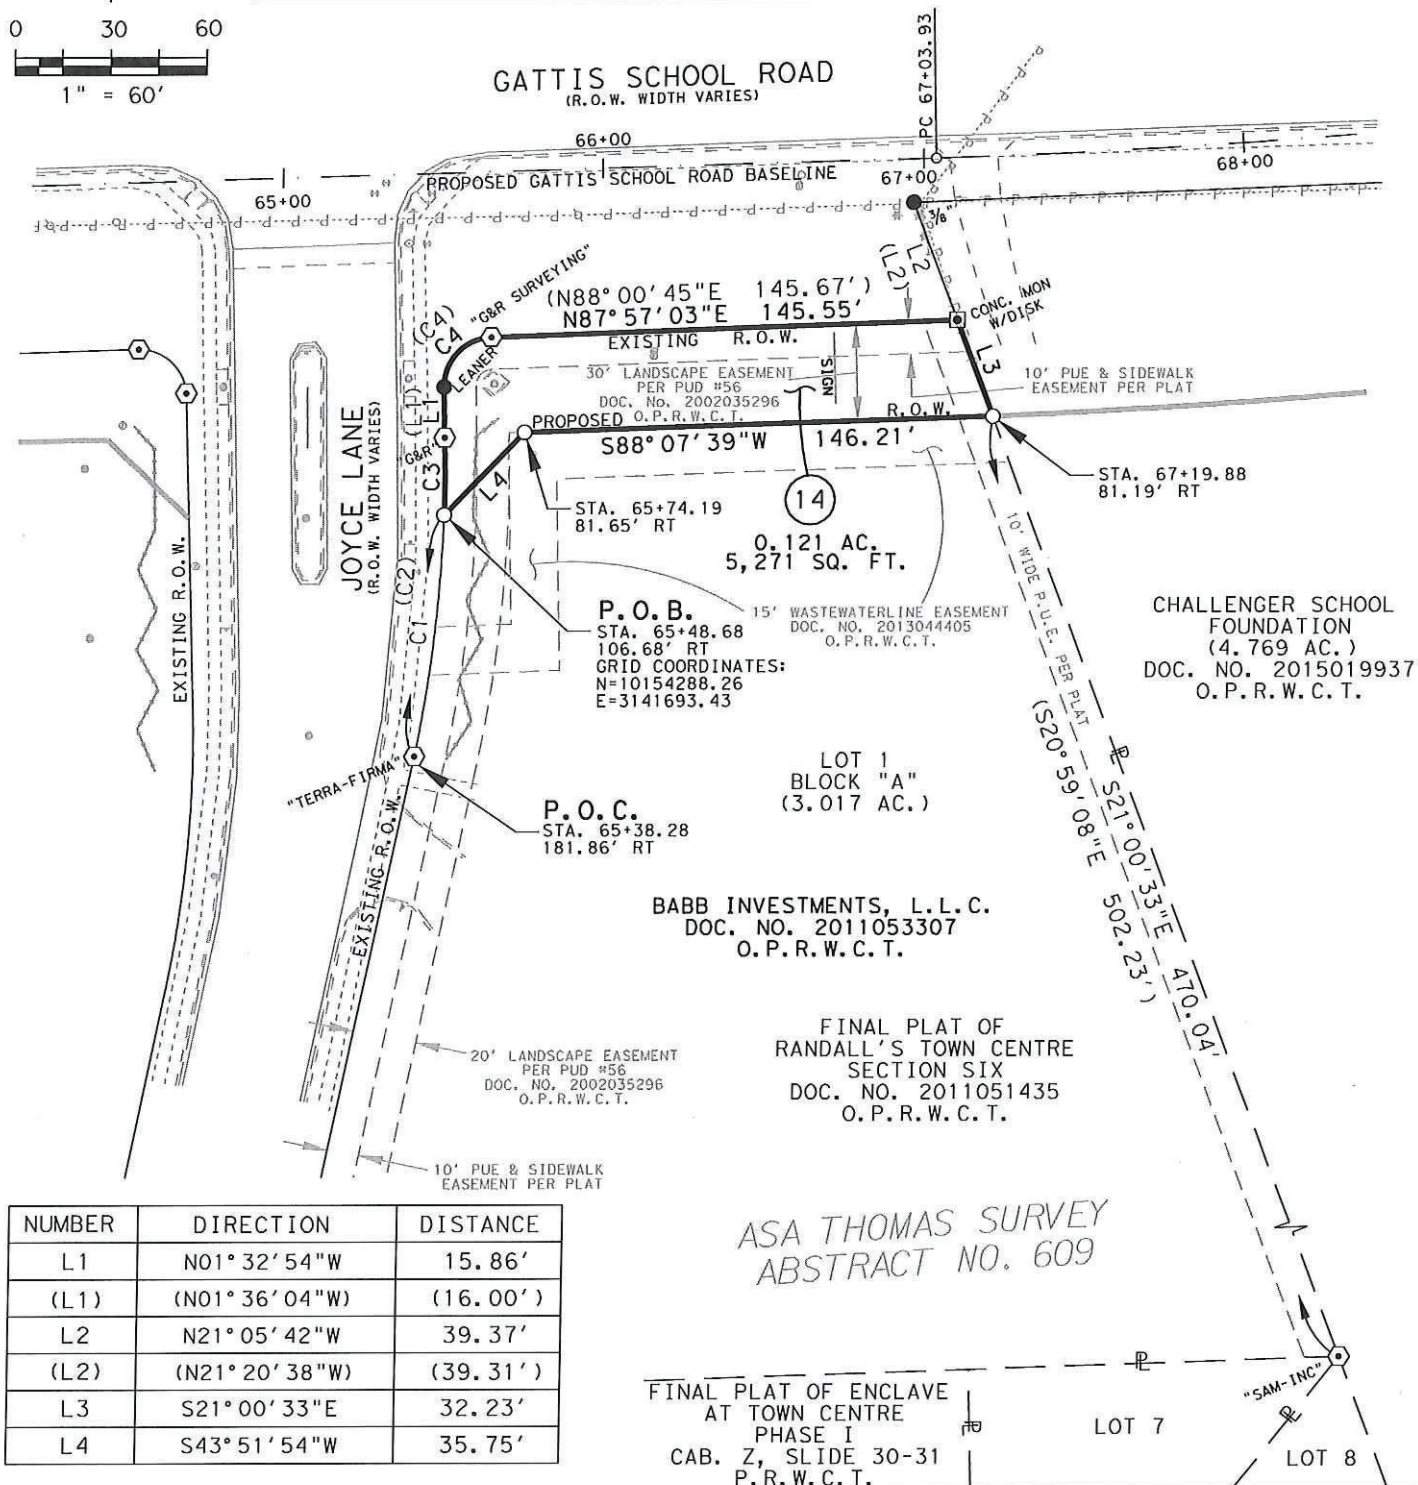 0 30 60
1" = 60'
GATTIS SCHOOL ROAD
(R.O.W. WIDTH VARIES)
PC 67+03.93
66+00
68+00
PROPOSED GATTIS SCHOOL ROAD BASELINE
67+00
65+00
3/8"
L2
(L2)
"G&R SURVEYING"
(N88°00'45"E 145.67')
N87°57'03"E 145.55'
EXISTING R.O.W.
CONC. MON
W/DISK
(C4)
C4
LEANER
L3
SIGN
30' LANDSCAPE EASEMENT
PER PUD #56
DOC. No. 2002035296
O.P.R.W.C.T.
10' PUE & SIDEWALK
EASEMENT PER PLAT
(L1)
L1
PROPOSED R.O.W.
S88°07'39"W 146.21'
"G&R"
C3
L4
JOYCE LANE
(R.O.W. WIDTH VARIES)
STA. 67+19.88
81.19' RT
14
STA. 65+74.19
81.65' RT
0.121 AC.
5,271 SQ. FT.
10' WIDE P.U.E. PER PLAT
EXISTING R.O.W.
(C2)
C1
P.O.B.
STA. 65+48.68
106.68' RT
GRID COORDINATES:
N=10154288.26
E=3141693.43
15' WASTEWATERLINE EASEMENT
DOC. NO. 2013044405
O.P.R.W.C.T.
CHALLENGER SCHOOL
FOUNDATION
(4.769 AC.)
DOC. NO. 2015019937
O.P.R.W.C.T.
"TERRA-FIRMA"
P.O.C.
STA. 65+38.28
181.86' RT
LOT 1
BLOCK "A"
(3.017 AC.)
(S20°59'08"E 502.23')
S21°00'33"E 470.04'
EXISTING R.O.W.
BABB INVESTMENTS, L.L.C.
DOC. NO. 2011053307
O.P.R.W.C.T.
FINAL PLAT OF
RANDALL'S TOWN CENTRE
SECTION SIX
DOC. NO. 2011051435
O.P.R.W.C.T.
20' LANDSCAPE EASEMENT
PER PUD #56
DOC. NO. 2002035296
O.P.R.W.C.T.
10' PUE & SIDEWALK
EASEMENT PER PLAT
NUMBER DIRECTION DISTANCE
L1 N01°32'54"W 15.86'
(L1) (N01°36'04"W) (16.00')
L2 N21°05'42"W 39.37'
(L2) (N21°20'38"W) (39.31')
L3 S21°00'33"E 32.23'
L4 S43°51'54"W 35.75'
ASA THOMAS SURVEY
ABSTRACT NO. 609
FINAL PLAT OF ENCLAVE
AT TOWN CENTRE
PHASE I
CAB. Z, SLIDE 30-31
P.R.W.C.T.
"SAM-INC"
LOT 7
LOT 8